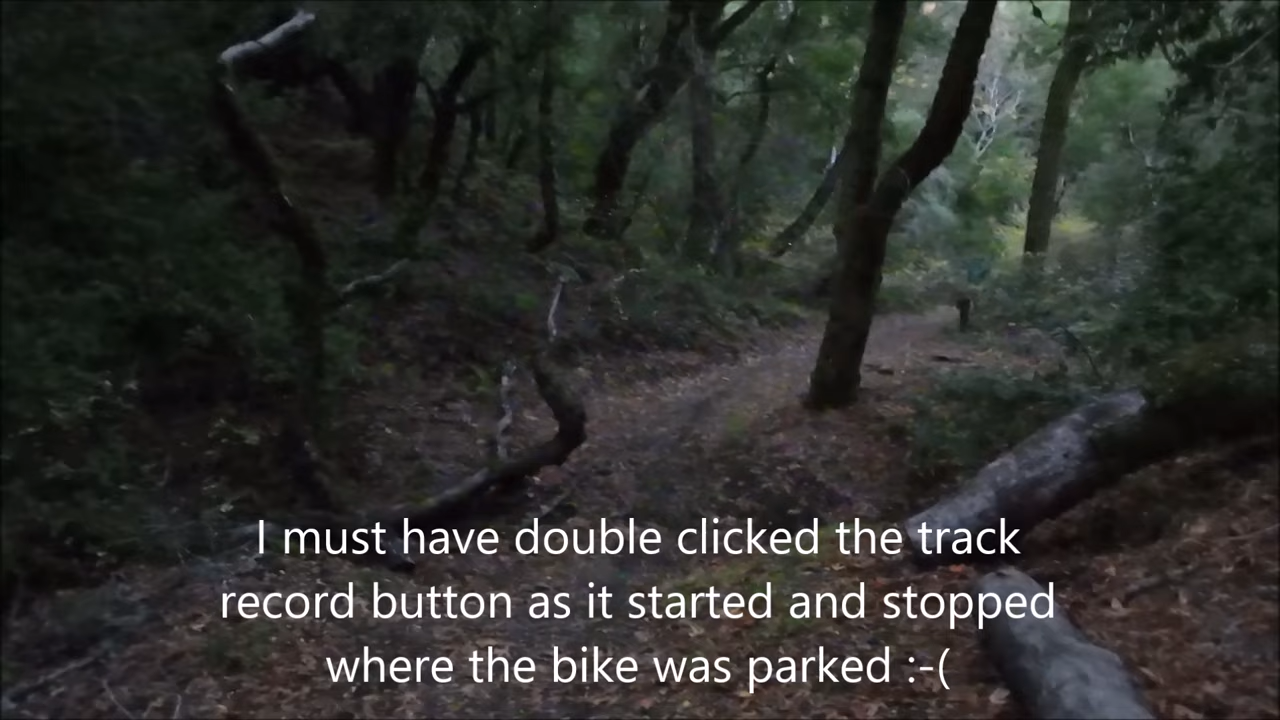 I must have double clicked the track
record button as it started and stopped
where the bike was parked :-(